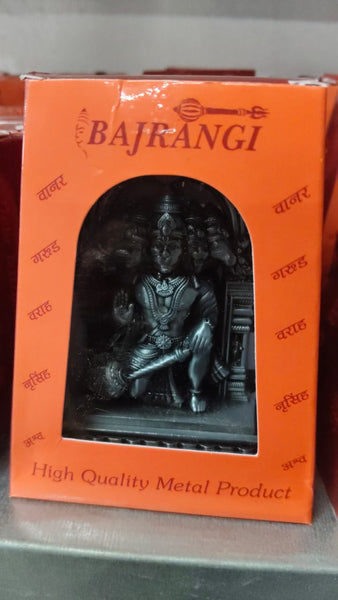 BAJRANGI
वानर
गरूड
वराह
नृसिंह
अश्व
वानर
गरूड
वराह
नृसिंह
अश्व
High Quality Metal Product